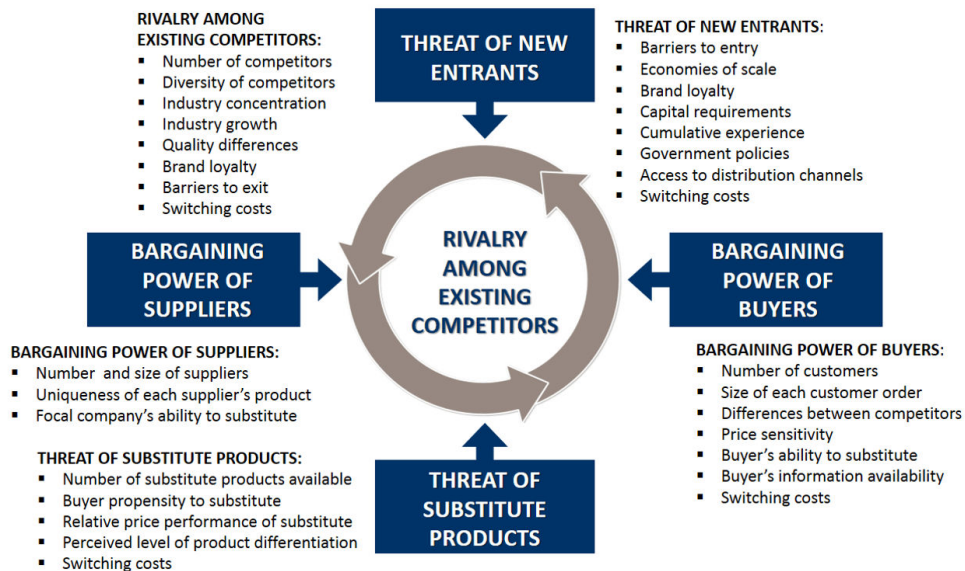 RIVALRY AMONG
EXISTING COMPETITORS:
▪ Number of competitors
▪ Diversity of competitors
▪ Industry concentration
▪ Industry growth
▪ Quality differences
▪ Brand loyalty
▪ Barriers to exit
▪ Switching costs
THREAT OF NEW
ENTRANTS
THREAT OF NEW ENTRANTS:
▪ Barriers to entry
▪ Economies of scale
▪ Brand loyalty
▪ Capital requirements
▪ Cumulative experience
▪ Government policies
▪ Access to distribution channels
▪ Switching costs
BARGAINING
POWER OF
SUPPLIERS
RIVALRY
AMONG
EXISTING
COMPETITORS
BARGAINING
POWER OF
BUYERS
BARGAINING POWER OF SUPPLIERS:
▪ Number and size of suppliers
▪ Uniqueness of each supplier's product
▪ Focal company's ability to substitute
BARGAINING POWER OF BUYERS:
▪ Number of customers
▪ Size of each customer order
▪ Differences between competitors
▪ Price sensitivity
▪ Buyer's ability to substitute
▪ Buyer's information availability
▪ Switching costs
THREAT OF SUBSTITUTE PRODUCTS:
▪ Number of substitute products available
▪ Buyer propensity to substitute
▪ Relative price performance of substitute
▪ Perceived level of product differentiation
▪ Switching costs
THREAT OF
SUBSTITUTE
PRODUCTS